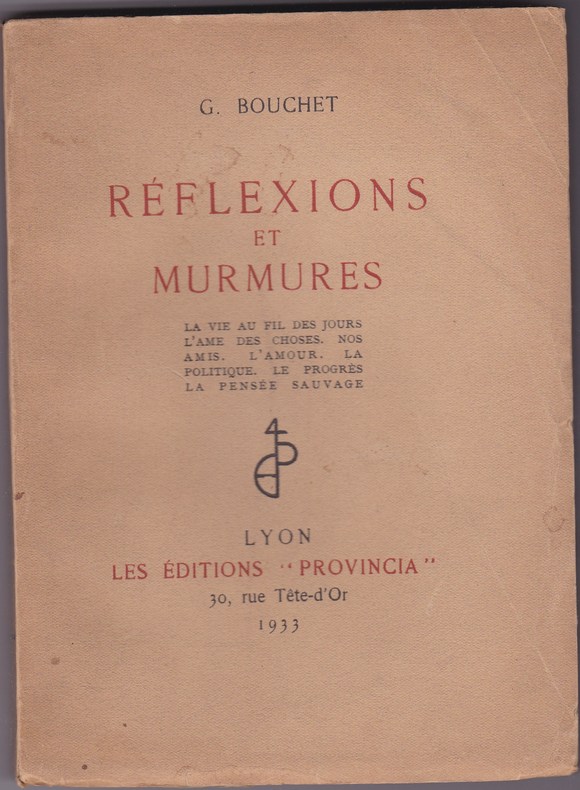 G. BOUCHET
RÉFLEXIONS
ET
MURMURES
LA VIE AU FIL DES JOURS
L'AME DES CHOSES. NOS
AMIS. L'AMOUR. LA
POLITIQUE. LE PROGRÈS
LA PENSÉE SAUVAGE
LYON
LES ÉDITIONS "PROVINCIA"
30, rue Tête-d'Or
1933